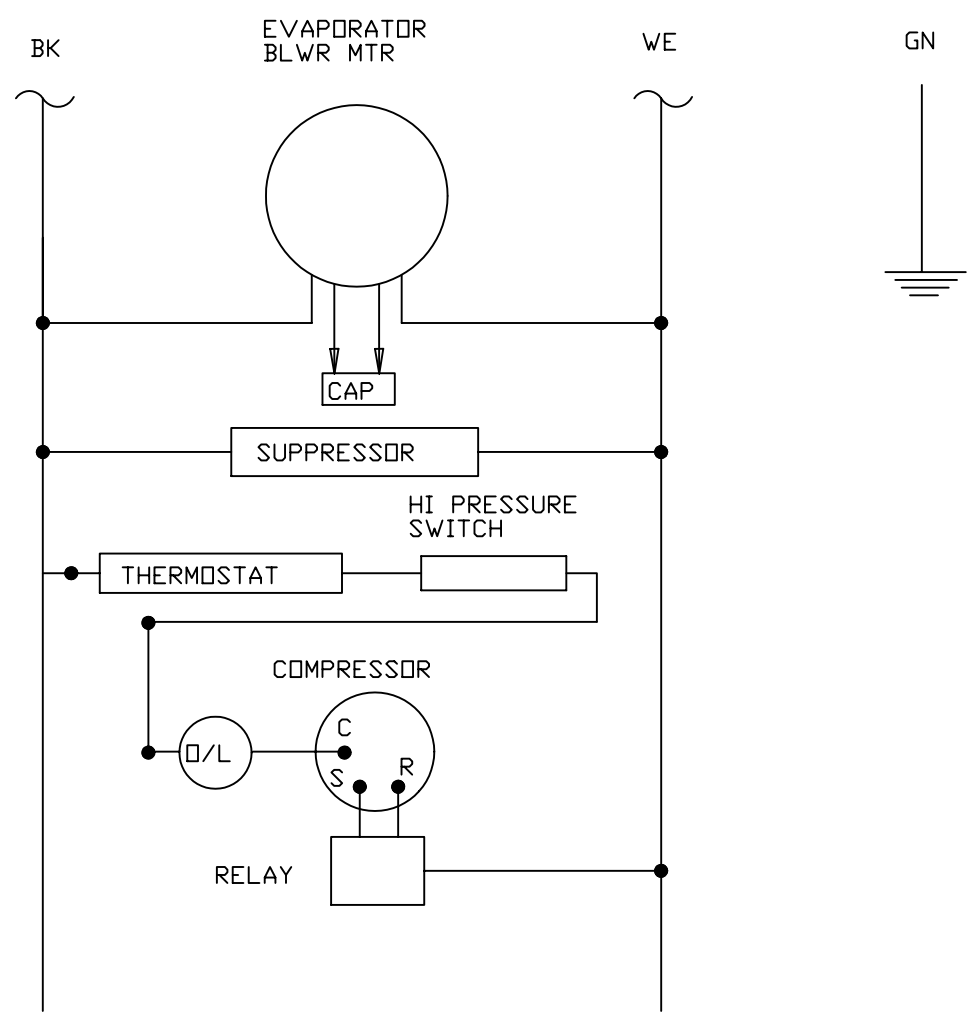 BK
EVAPORATOR
BLWR MTR
WE
GN
CAP
SUPPRESSOR
HI PRESSURE
SWITCH
THERMOSTAT
COMPRESSOR
C
O/L
S
R
RELAY